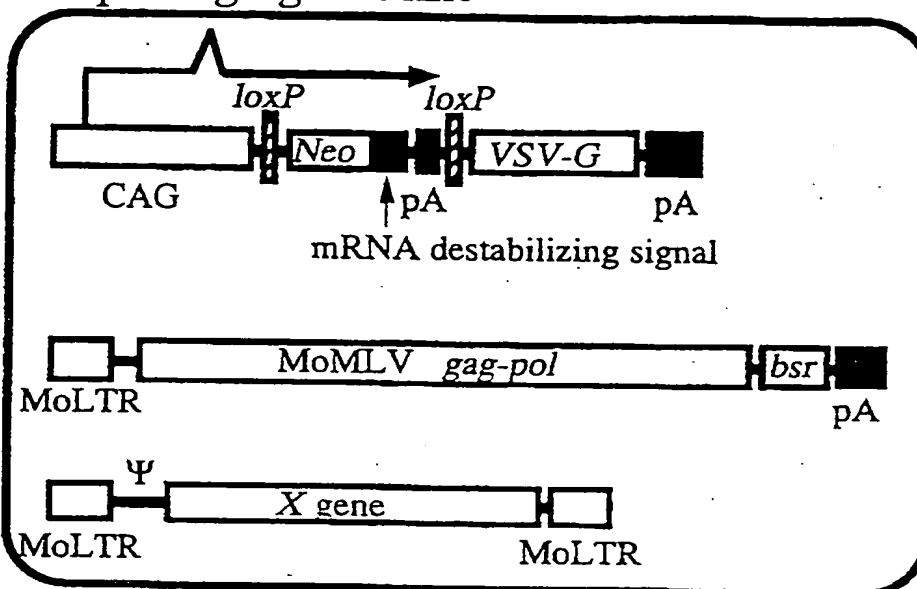 loxP loxP
Neo VSV-G
CAG pA pA
mRNA destabilizing signal
MoMLV gag-pol bsr
MoLTR pA
Ψ
X gene
MoLTR MoLTR